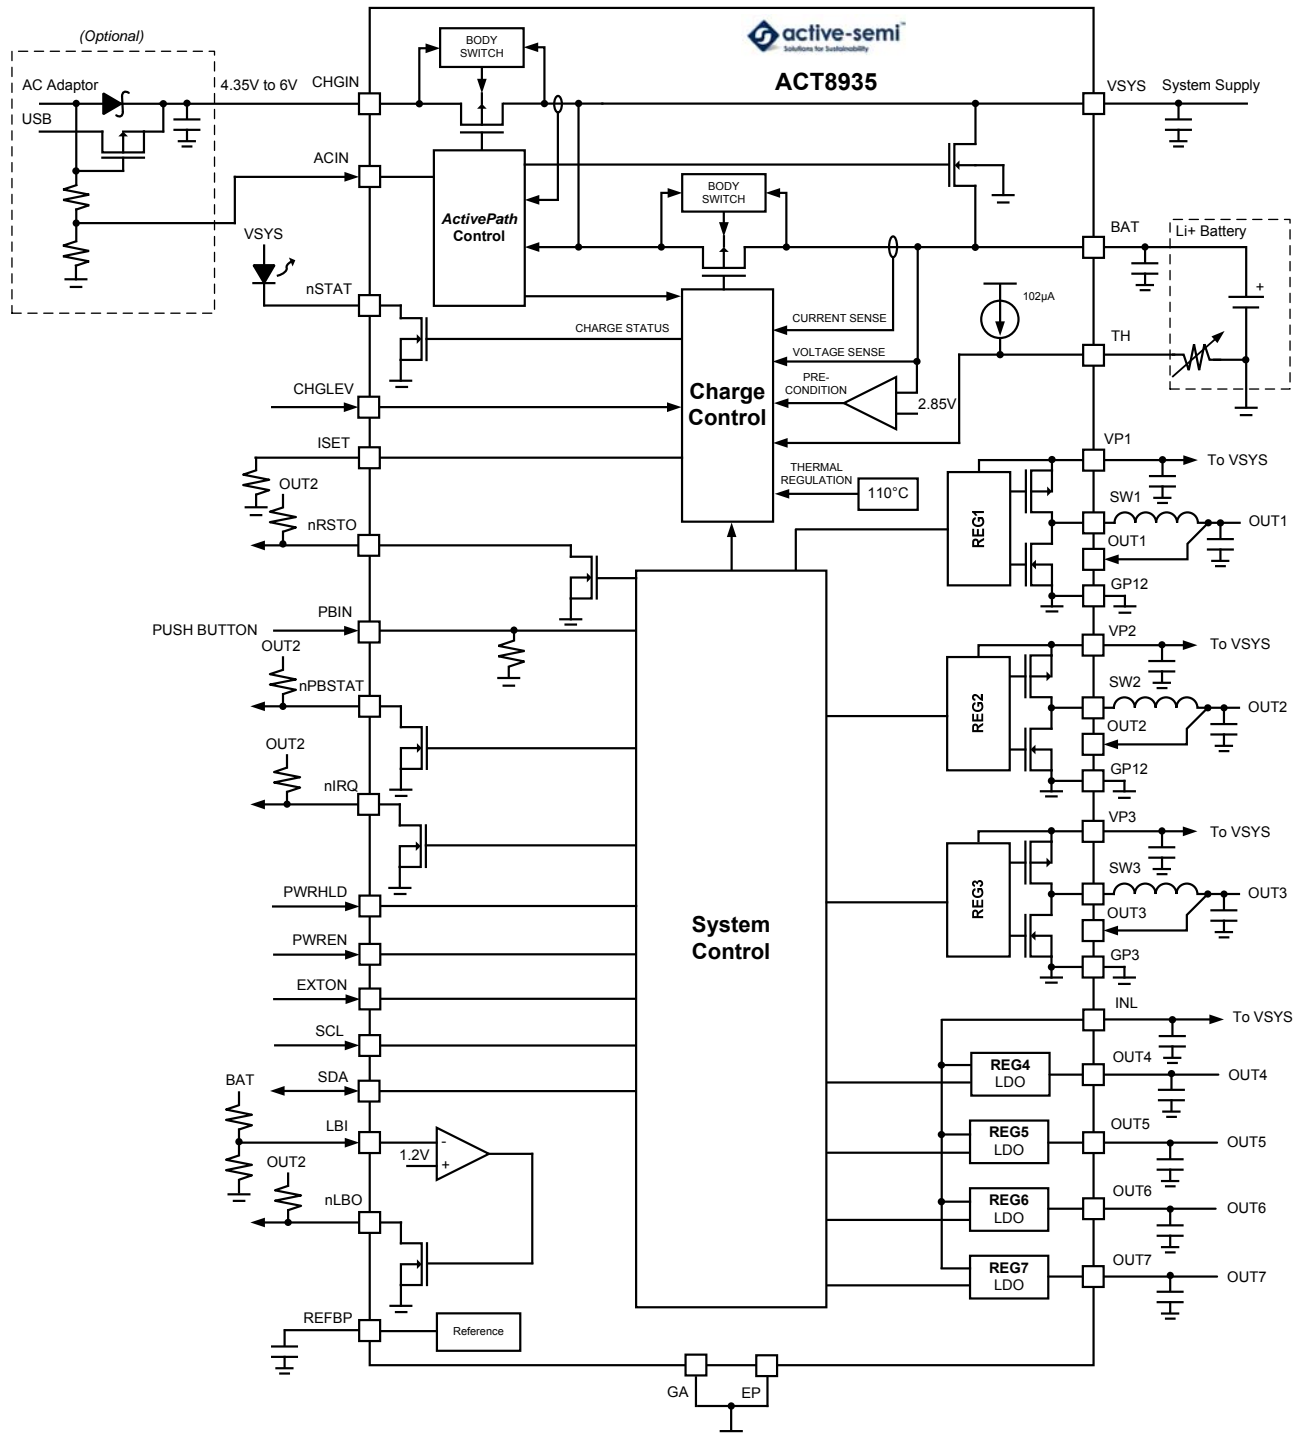 (Optional)
AC Adaptor
USB
4.35V to 6V
CHGIN
BODY
SWITCH
active-semi™
Solutions for Sustainability
ACT8935
VSYS
System Supply
ACIN
ActivePath
Control
BODY
SWITCH
VSYS
nSTAT
BAT
Li+ Battery
+
102µA
CHARGE STATUS
CURRENT SENSE
VOLTAGE SENSE
TH
Charge
Control
PRE-
CONDITION
2.85V
CHGLEV
ISET
THERMAL
REGULATION
110°C
OUT2
nRSTO
VP1
To VSYS
REG1
SW1
OUT1
OUT1
GP12
PBIN
PUSH BUTTON
OUT2
nPBSTAT
VP2
To VSYS
REG2
SW2
OUT2
OUT2
GP12
OUT2
nIRQ
VP3
To VSYS
REG3
SW3
OUT3
OUT3
GP3
System
Control
PWRHLD
PWREN
EXTON
SCL
SDA
INL
To VSYS
REG4
LDO
OUT4
OUT4
BAT
LBI
1.2V
-
+
REG5
LDO
OUT5
OUT5
OUT2
nLBO
REG6
LDO
OUT6
OUT6
REG7
LDO
OUT7
OUT7
REFBP
Reference
GA
EP